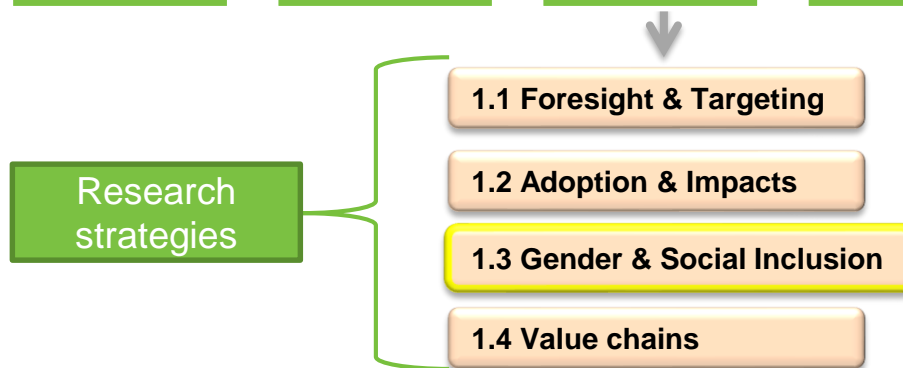 1.1 Foresight & Targeting
Research
strategies
1.2 Adoption & Impacts
1.3 Gender & Social Inclusion
1.4 Value chains